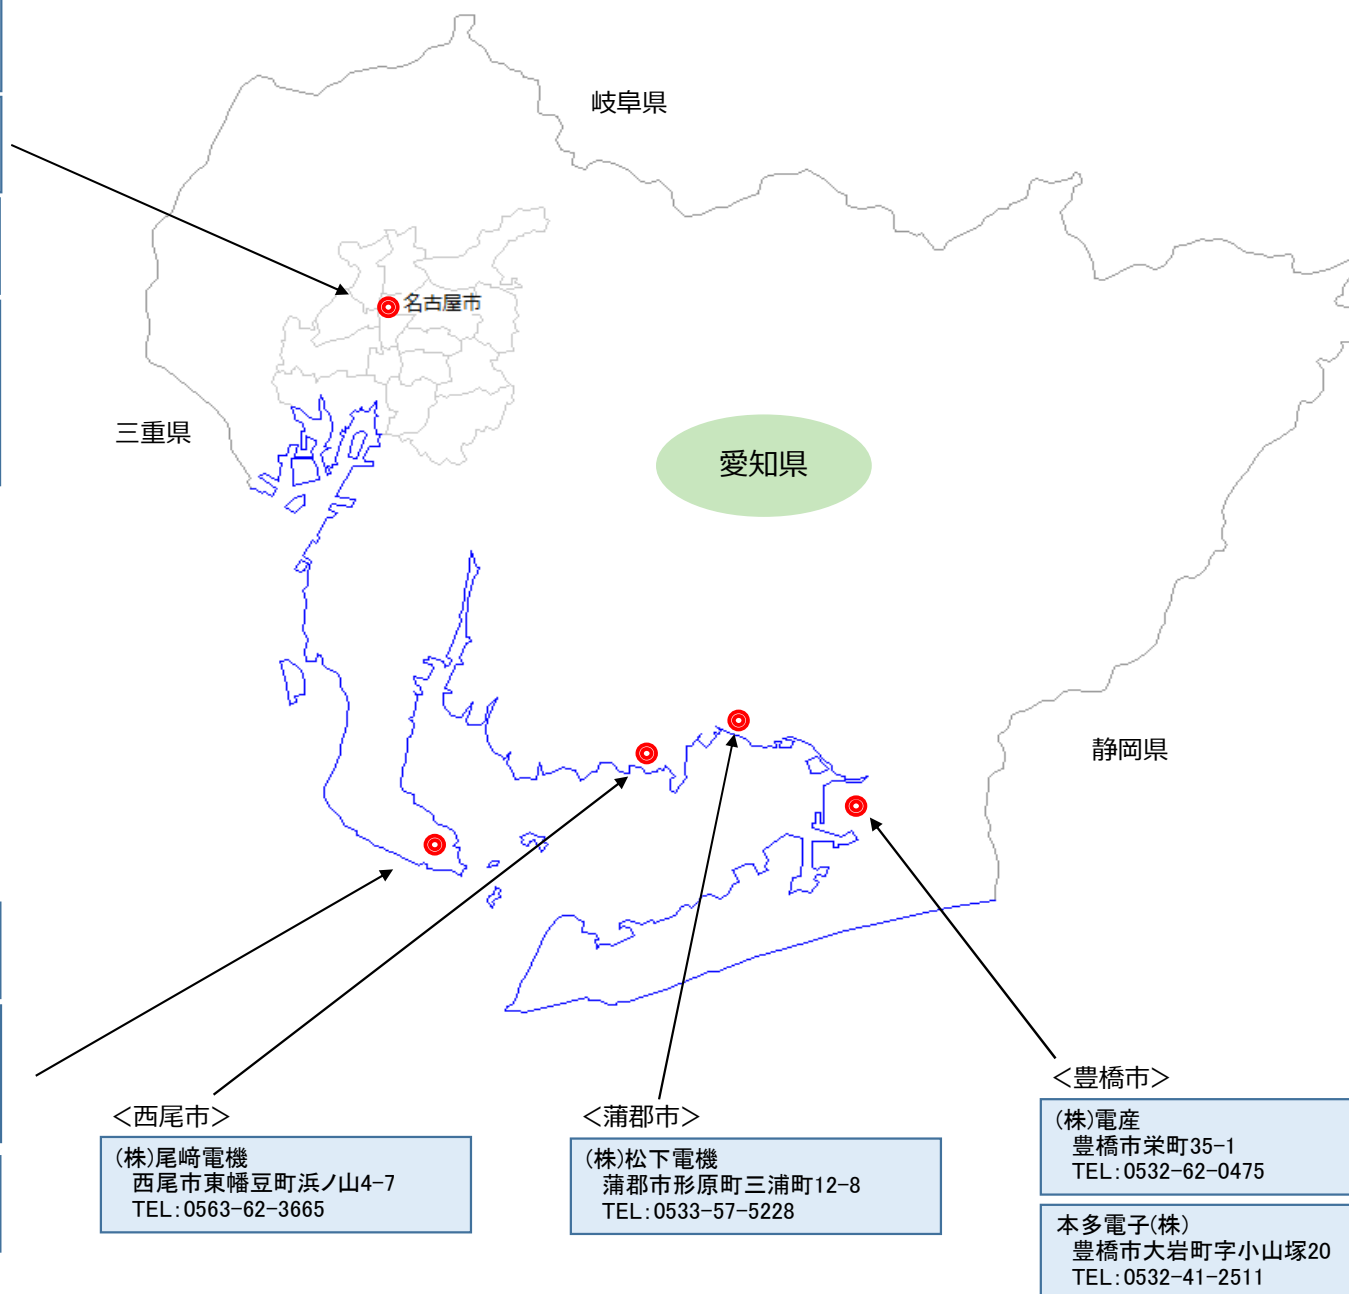 岐阜県
名古屋市
三重県
愛知県
静岡県
<西尾市>
(株)尾﨑電機
西尾市東幡豆町浜ノ山4-7
TEL:0563-62-3665
<蒲郡市>
(株)松下電機
蒲郡市形原町三浦町12-8
TEL:0533-57-5228
<豊橋市>
(株)電産
豊橋市栄町35-1
TEL:0532-62-0475
本多電子(株)
豊橋市大岩町字小山塚20
TEL:0532-41-2511